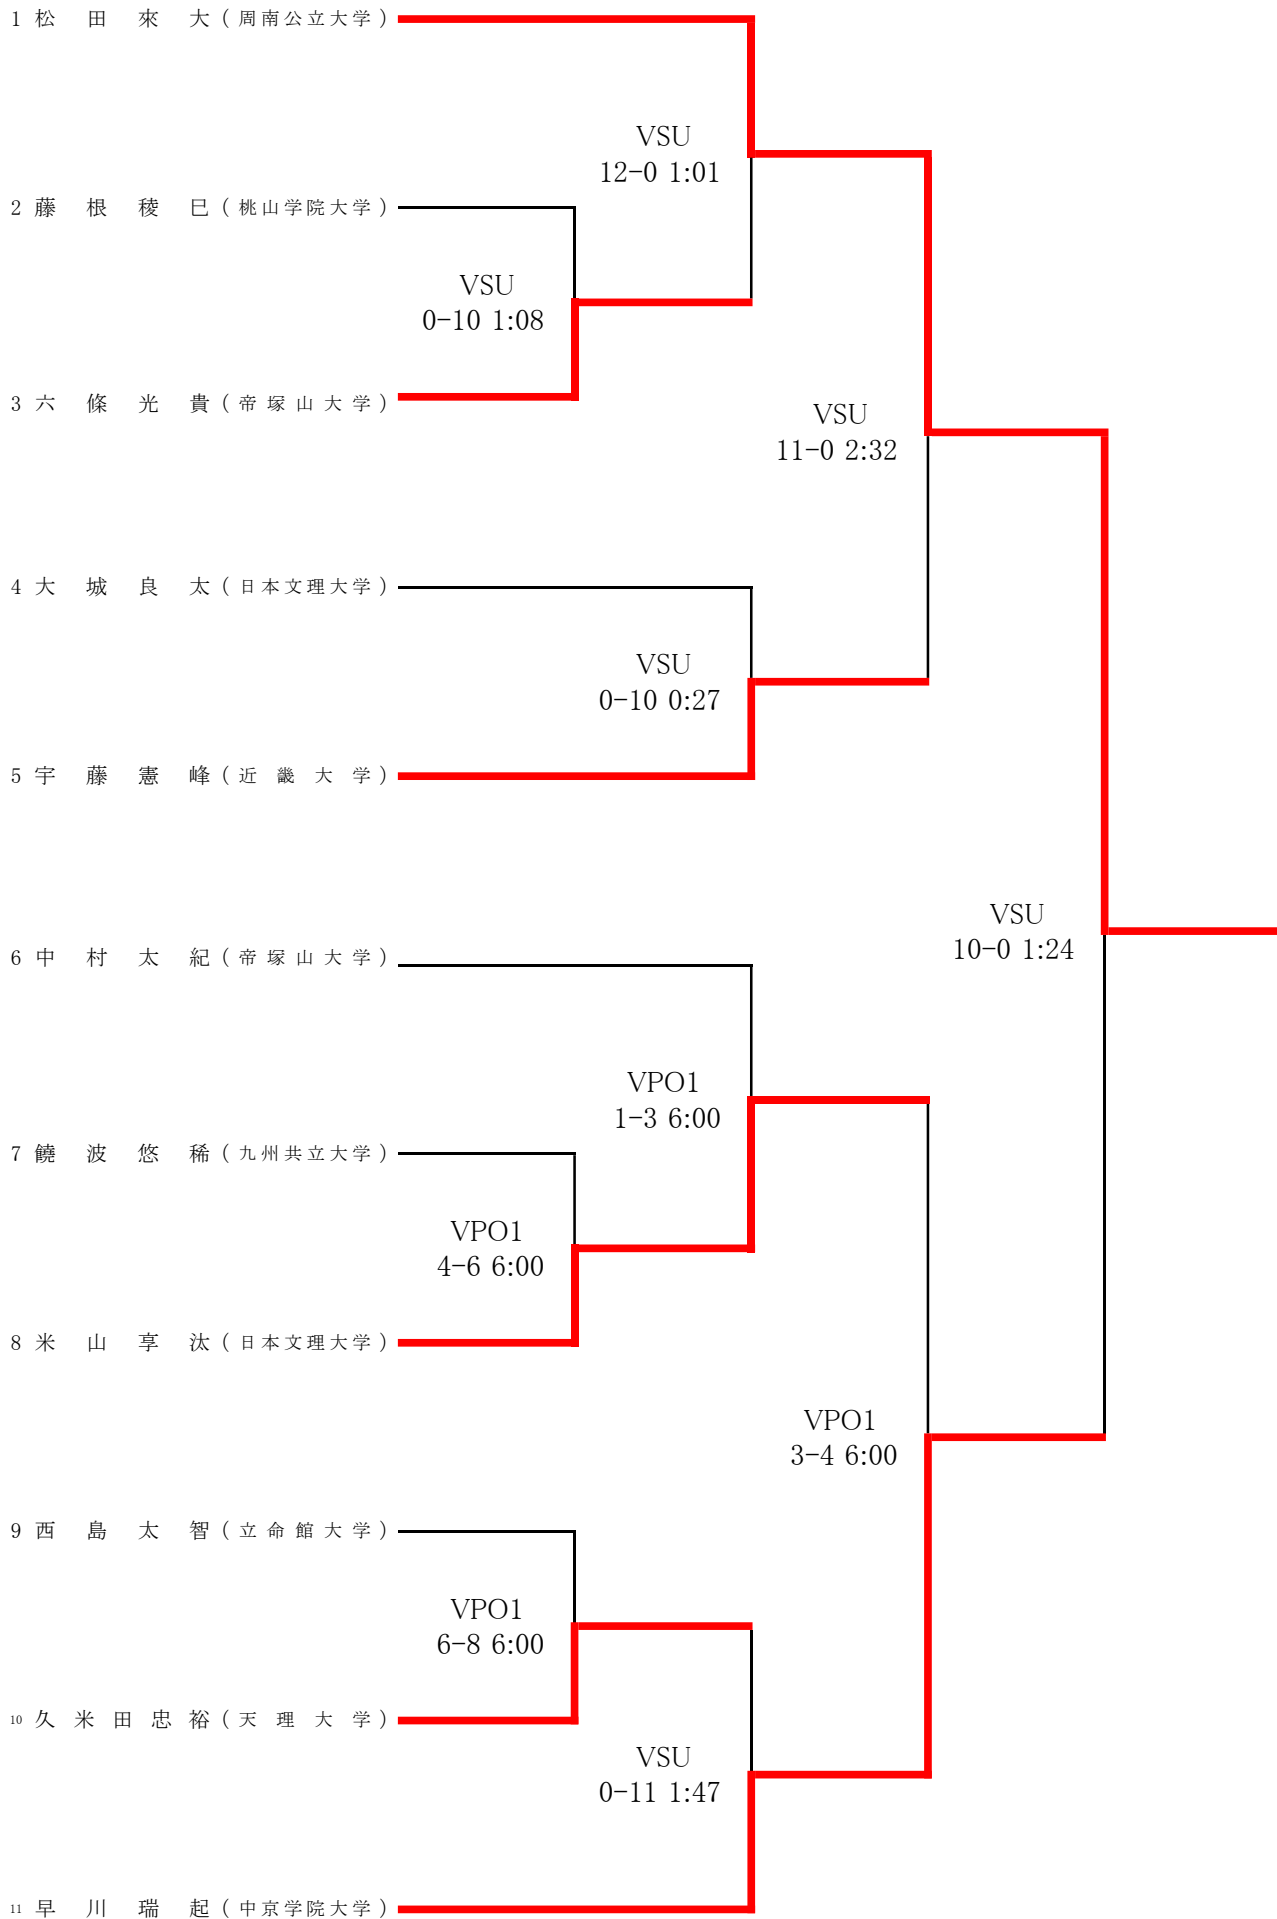 1 松田來大(周南公立大学)
VSU
12-0 1:01
2 藤根稜巳(桃山学院大学)
VSU
0-10 1:08
3 六條光貴(帝塚山大学)
VSU
11-0 2:32
4 大城良太(日本文理大学)
VSU
0-10 0:27
5 宇藤憲峰(近畿大学)
VSU
10-0 1:24
6 中村太紀(帝塚山大学)
VPO1
1-3 6:00
7 饒波悠稀(九州共立大学)
VPO1
4-6 6:00
8 米山享汰(日本文理大学)
VPO1
3-4 6:00
9 西島太智(立命館大学)
VPO1
6-8 6:00
10 久米田忠裕(天理大学)
VSU
0-11 1:47
11 早川瑞起(中京学院大学)